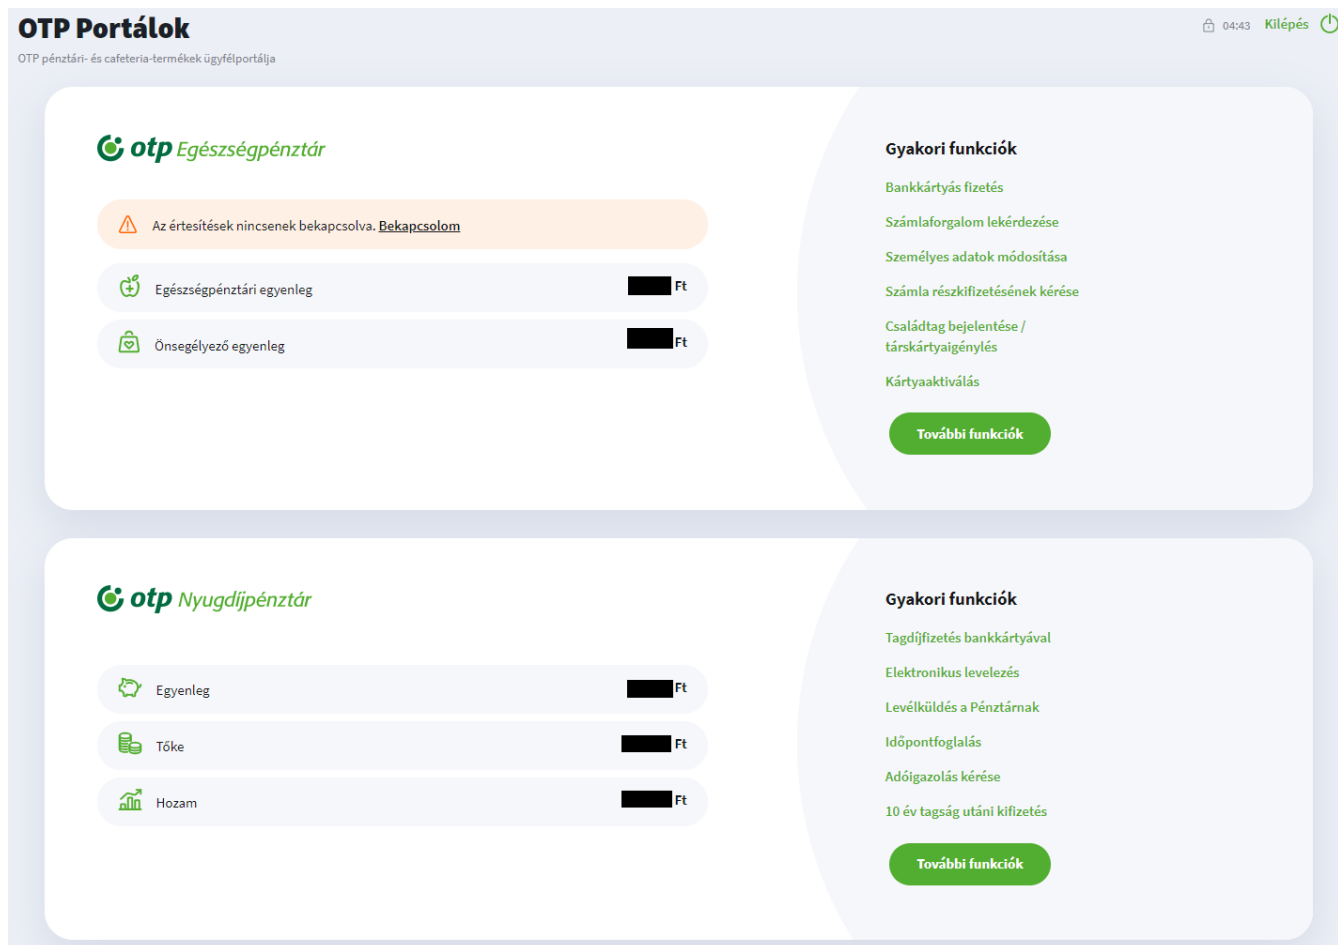 OTP Portálok
04:43 Kilépés
OTP pénztári- és cafeteria-termékek ügyfélportálja
otp Egészségpénztár
Az értesítések nincsenek bekapcsolva. Bekapcsolom
Egészségpénztári egyenleg Ft
Önsegélyező egyenleg Ft
Gyakori funkciók
Bankkártyás fizetés
Számlaforgalom lekérdezése
Személyes adatok módosítása
Számla részkifizetésének kérése
Családtag bejelentése /
társkártyaigénylés
Kártyaaktiválás
További funkciók
otp Nyugdíjpénztár
Egyenleg Ft
Tőke Ft
Hozam Ft
Gyakori funkciók
Tagdíjfizetés bankkártyával
Elektronikus levelezés
Levélküldés a Pénztárnak
Időpontfoglalás
Adóigazolás kérése
10 év tagság utáni kifizetés
További funkciók